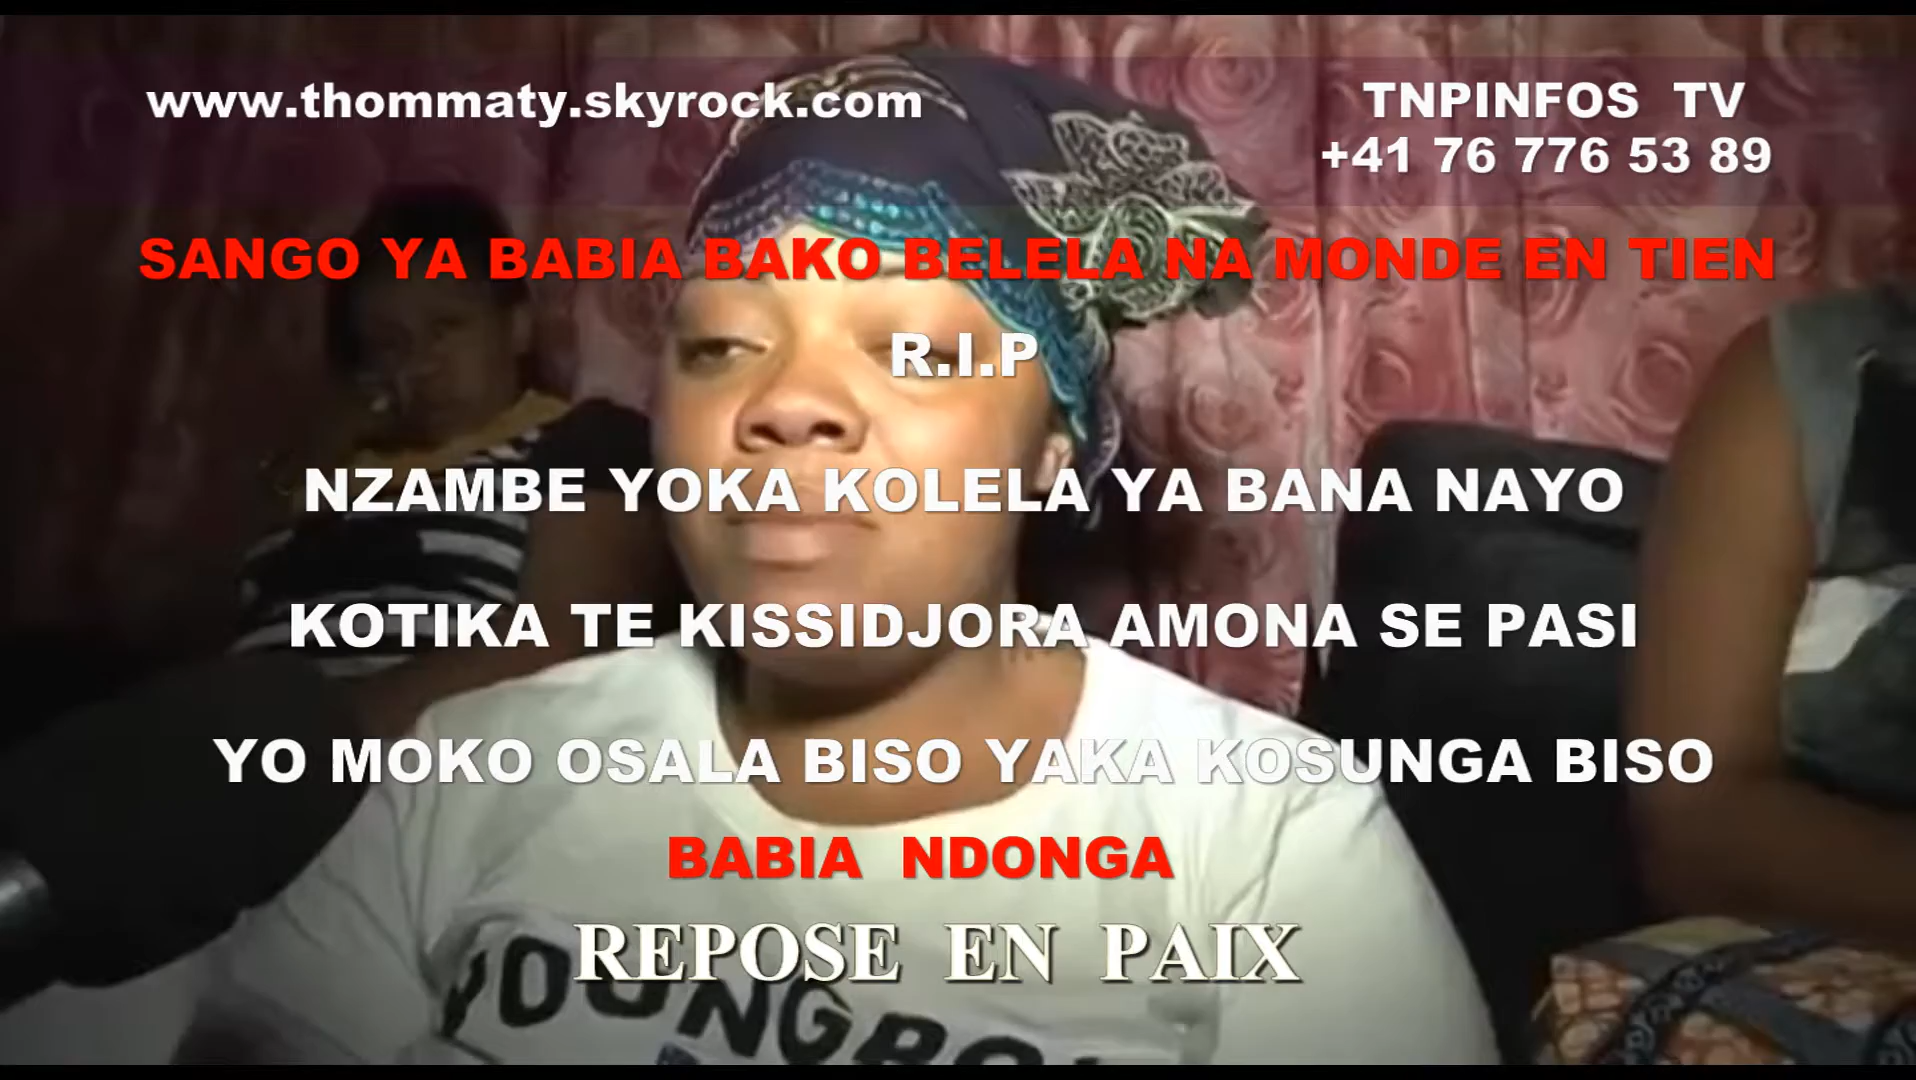 www.thommaty.skyrock.com
TNPINFOS TV
+41 76 776 53 89
SANGO YA BABIA BAKO BELELA NA MONDE EN TIEN
R.I.P
NZAMBE YOKA KOLELA YA BANA NAYO
KOTIKA TE KISSIDJORA AMONA SE PASI
YO MOKO OSALA BISO YAKA KOSUNGA BISO
BABIA NDONGA
REPOSE EN PAIX